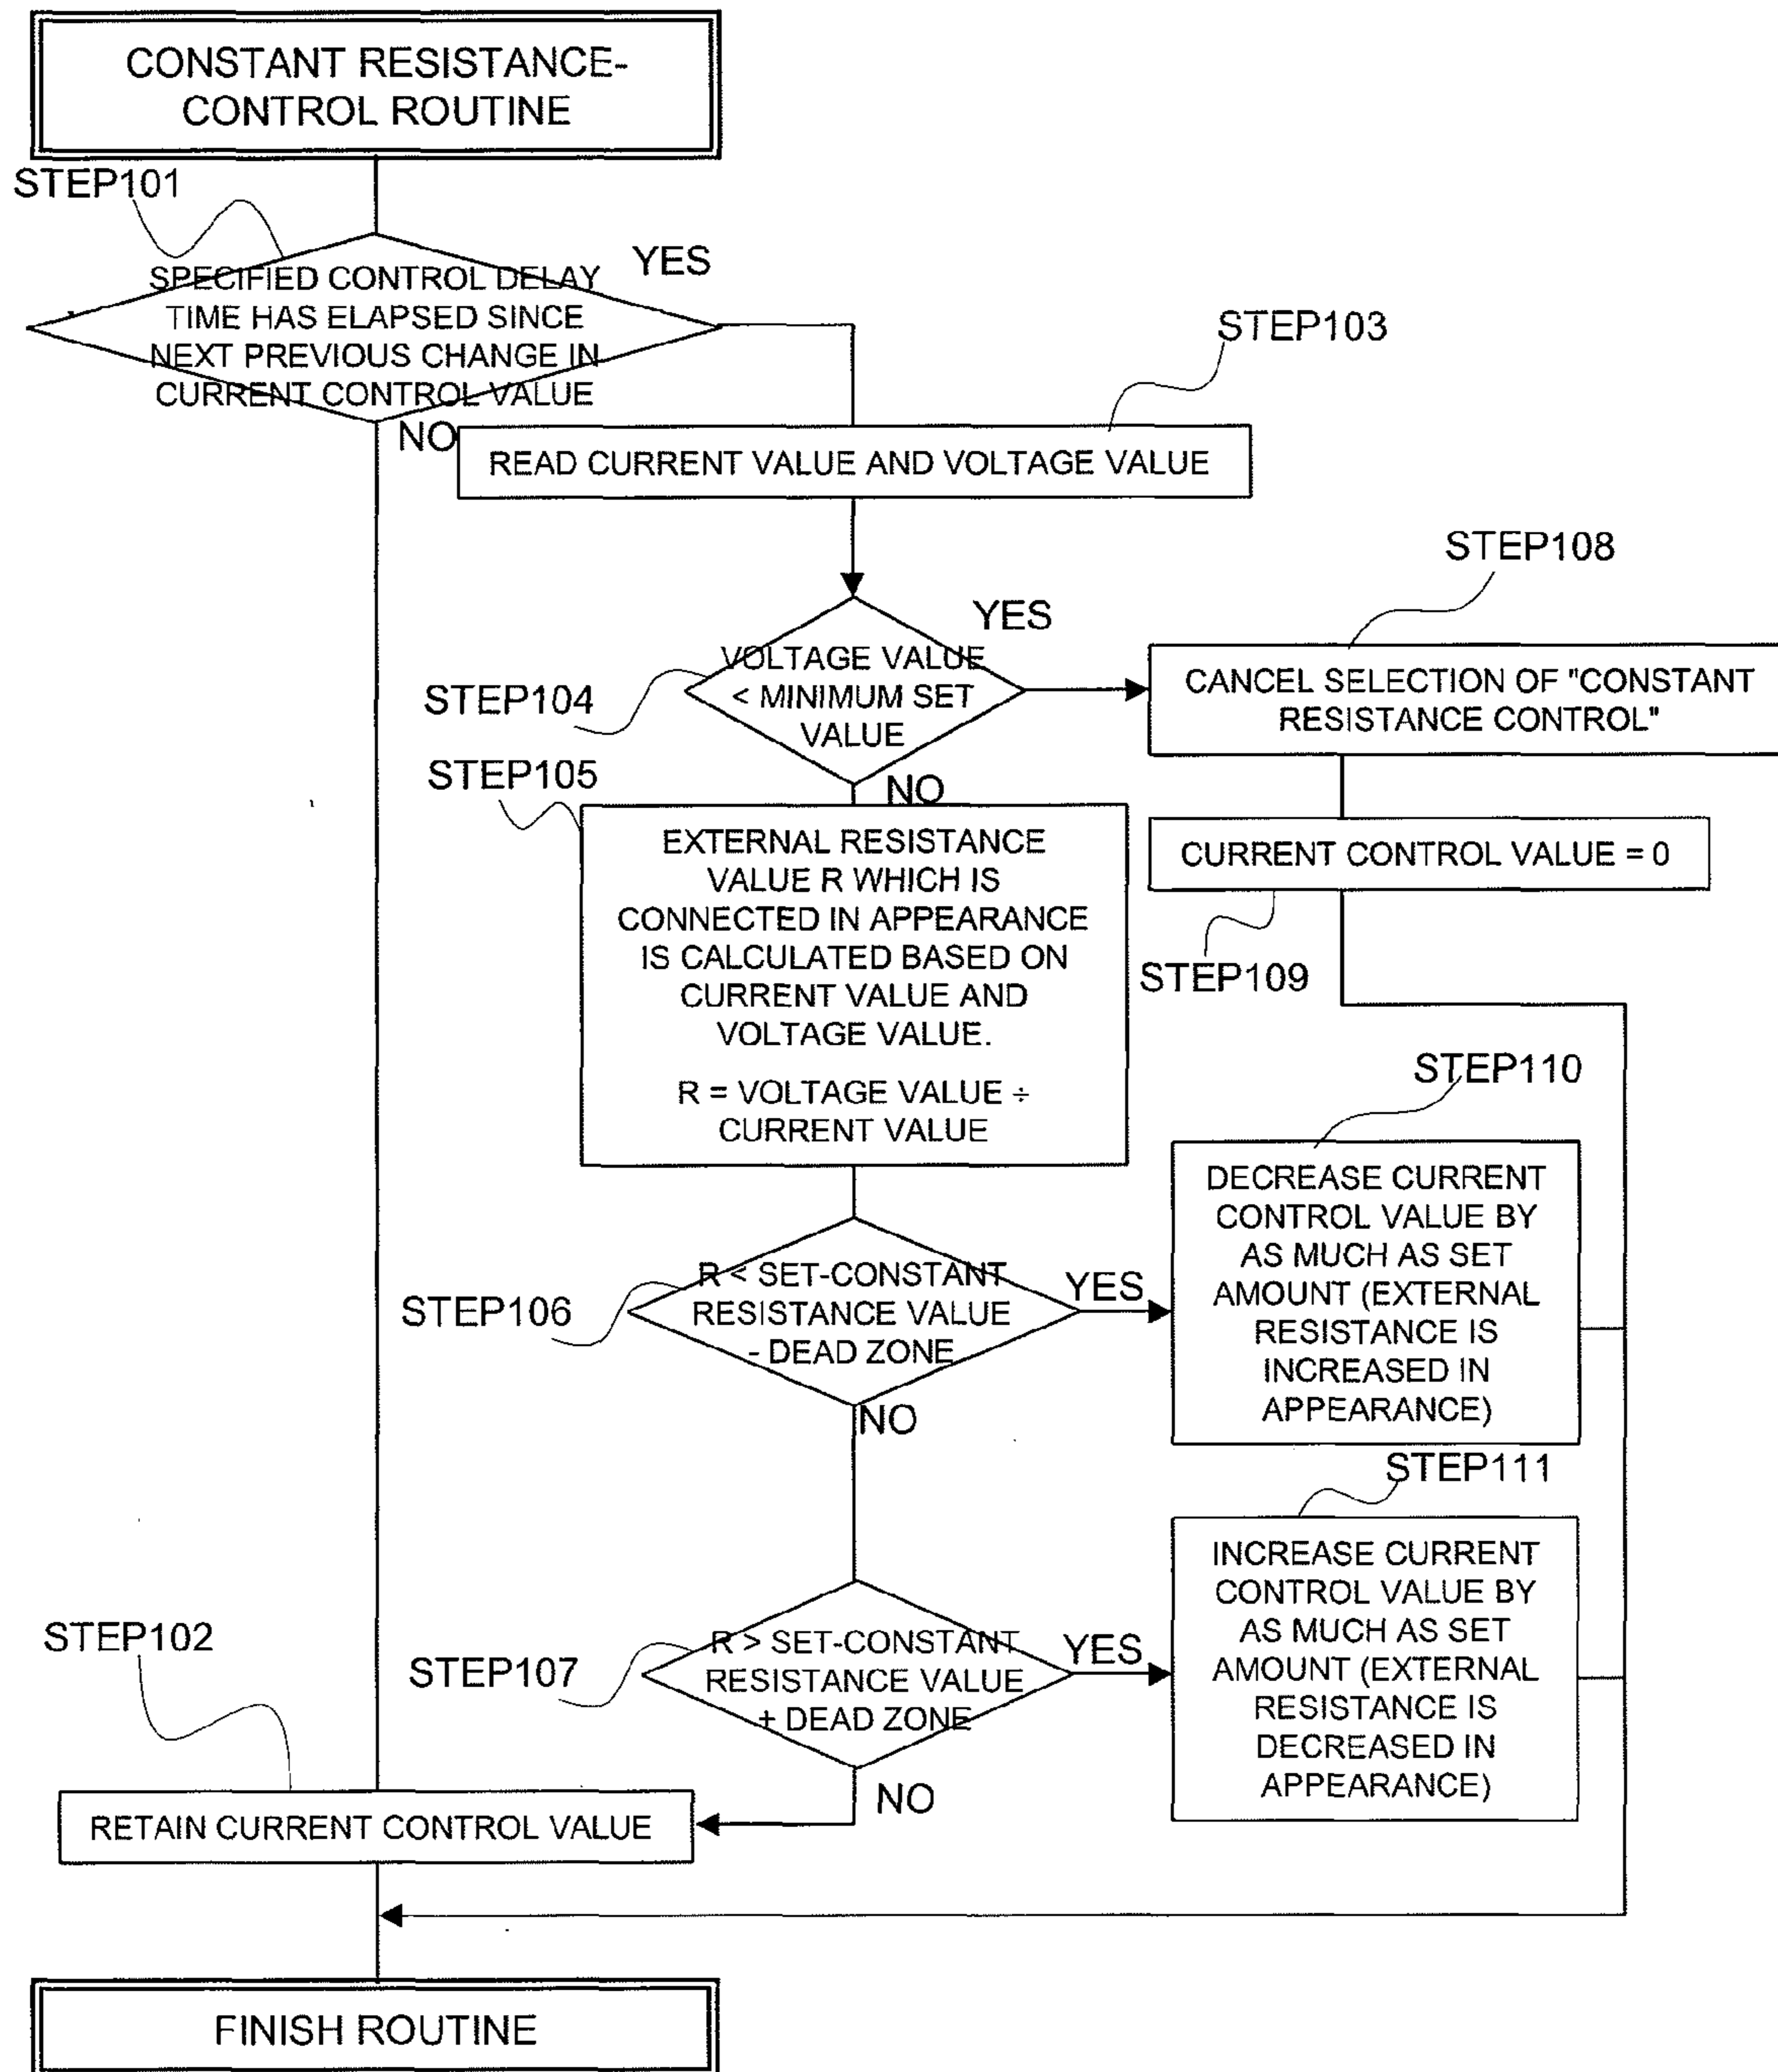 CONSTANT RESISTANCE-
CONTROL ROUTINE
STEP101
SPECIFIED CONTROL DELAY
TIME HAS ELAPSED SINCE
NEXT PREVIOUS CHANGE IN
CURRENT CONTROL VALUE
YES
NO
STEP103
READ CURRENT VALUE AND VOLTAGE VALUE
STEP104
VOLTAGE VALUE
< MINIMUM SET
VALUE
YES
NO
STEP108
CANCEL SELECTION OF "CONSTANT
RESISTANCE CONTROL"
CURRENT CONTROL VALUE = 0
STEP109
STEP105
EXTERNAL RESISTANCE
VALUE R WHICH IS
CONNECTED IN APPEARANCE
IS CALCULATED BASED ON
CURRENT VALUE AND
VOLTAGE VALUE.
R = VOLTAGE VALUE ÷
CURRENT VALUE
STEP106
R < SET-CONSTANT
RESISTANCE VALUE
- DEAD ZONE
YES
NO
STEP110
DECREASE CURRENT
CONTROL VALUE BY
AS MUCH AS SET
AMOUNT (EXTERNAL
RESISTANCE IS
INCREASED IN
APPEARANCE)
STEP107
R > SET-CONSTANT
RESISTANCE VALUE
+ DEAD ZONE
YES
NO
STEP111
INCREASE CURRENT
CONTROL VALUE BY
AS MUCH AS SET
AMOUNT (EXTERNAL
RESISTANCE IS
DECREASED IN
APPEARANCE)
STEP102
RETAIN CURRENT CONTROL VALUE
FINISH ROUTINE